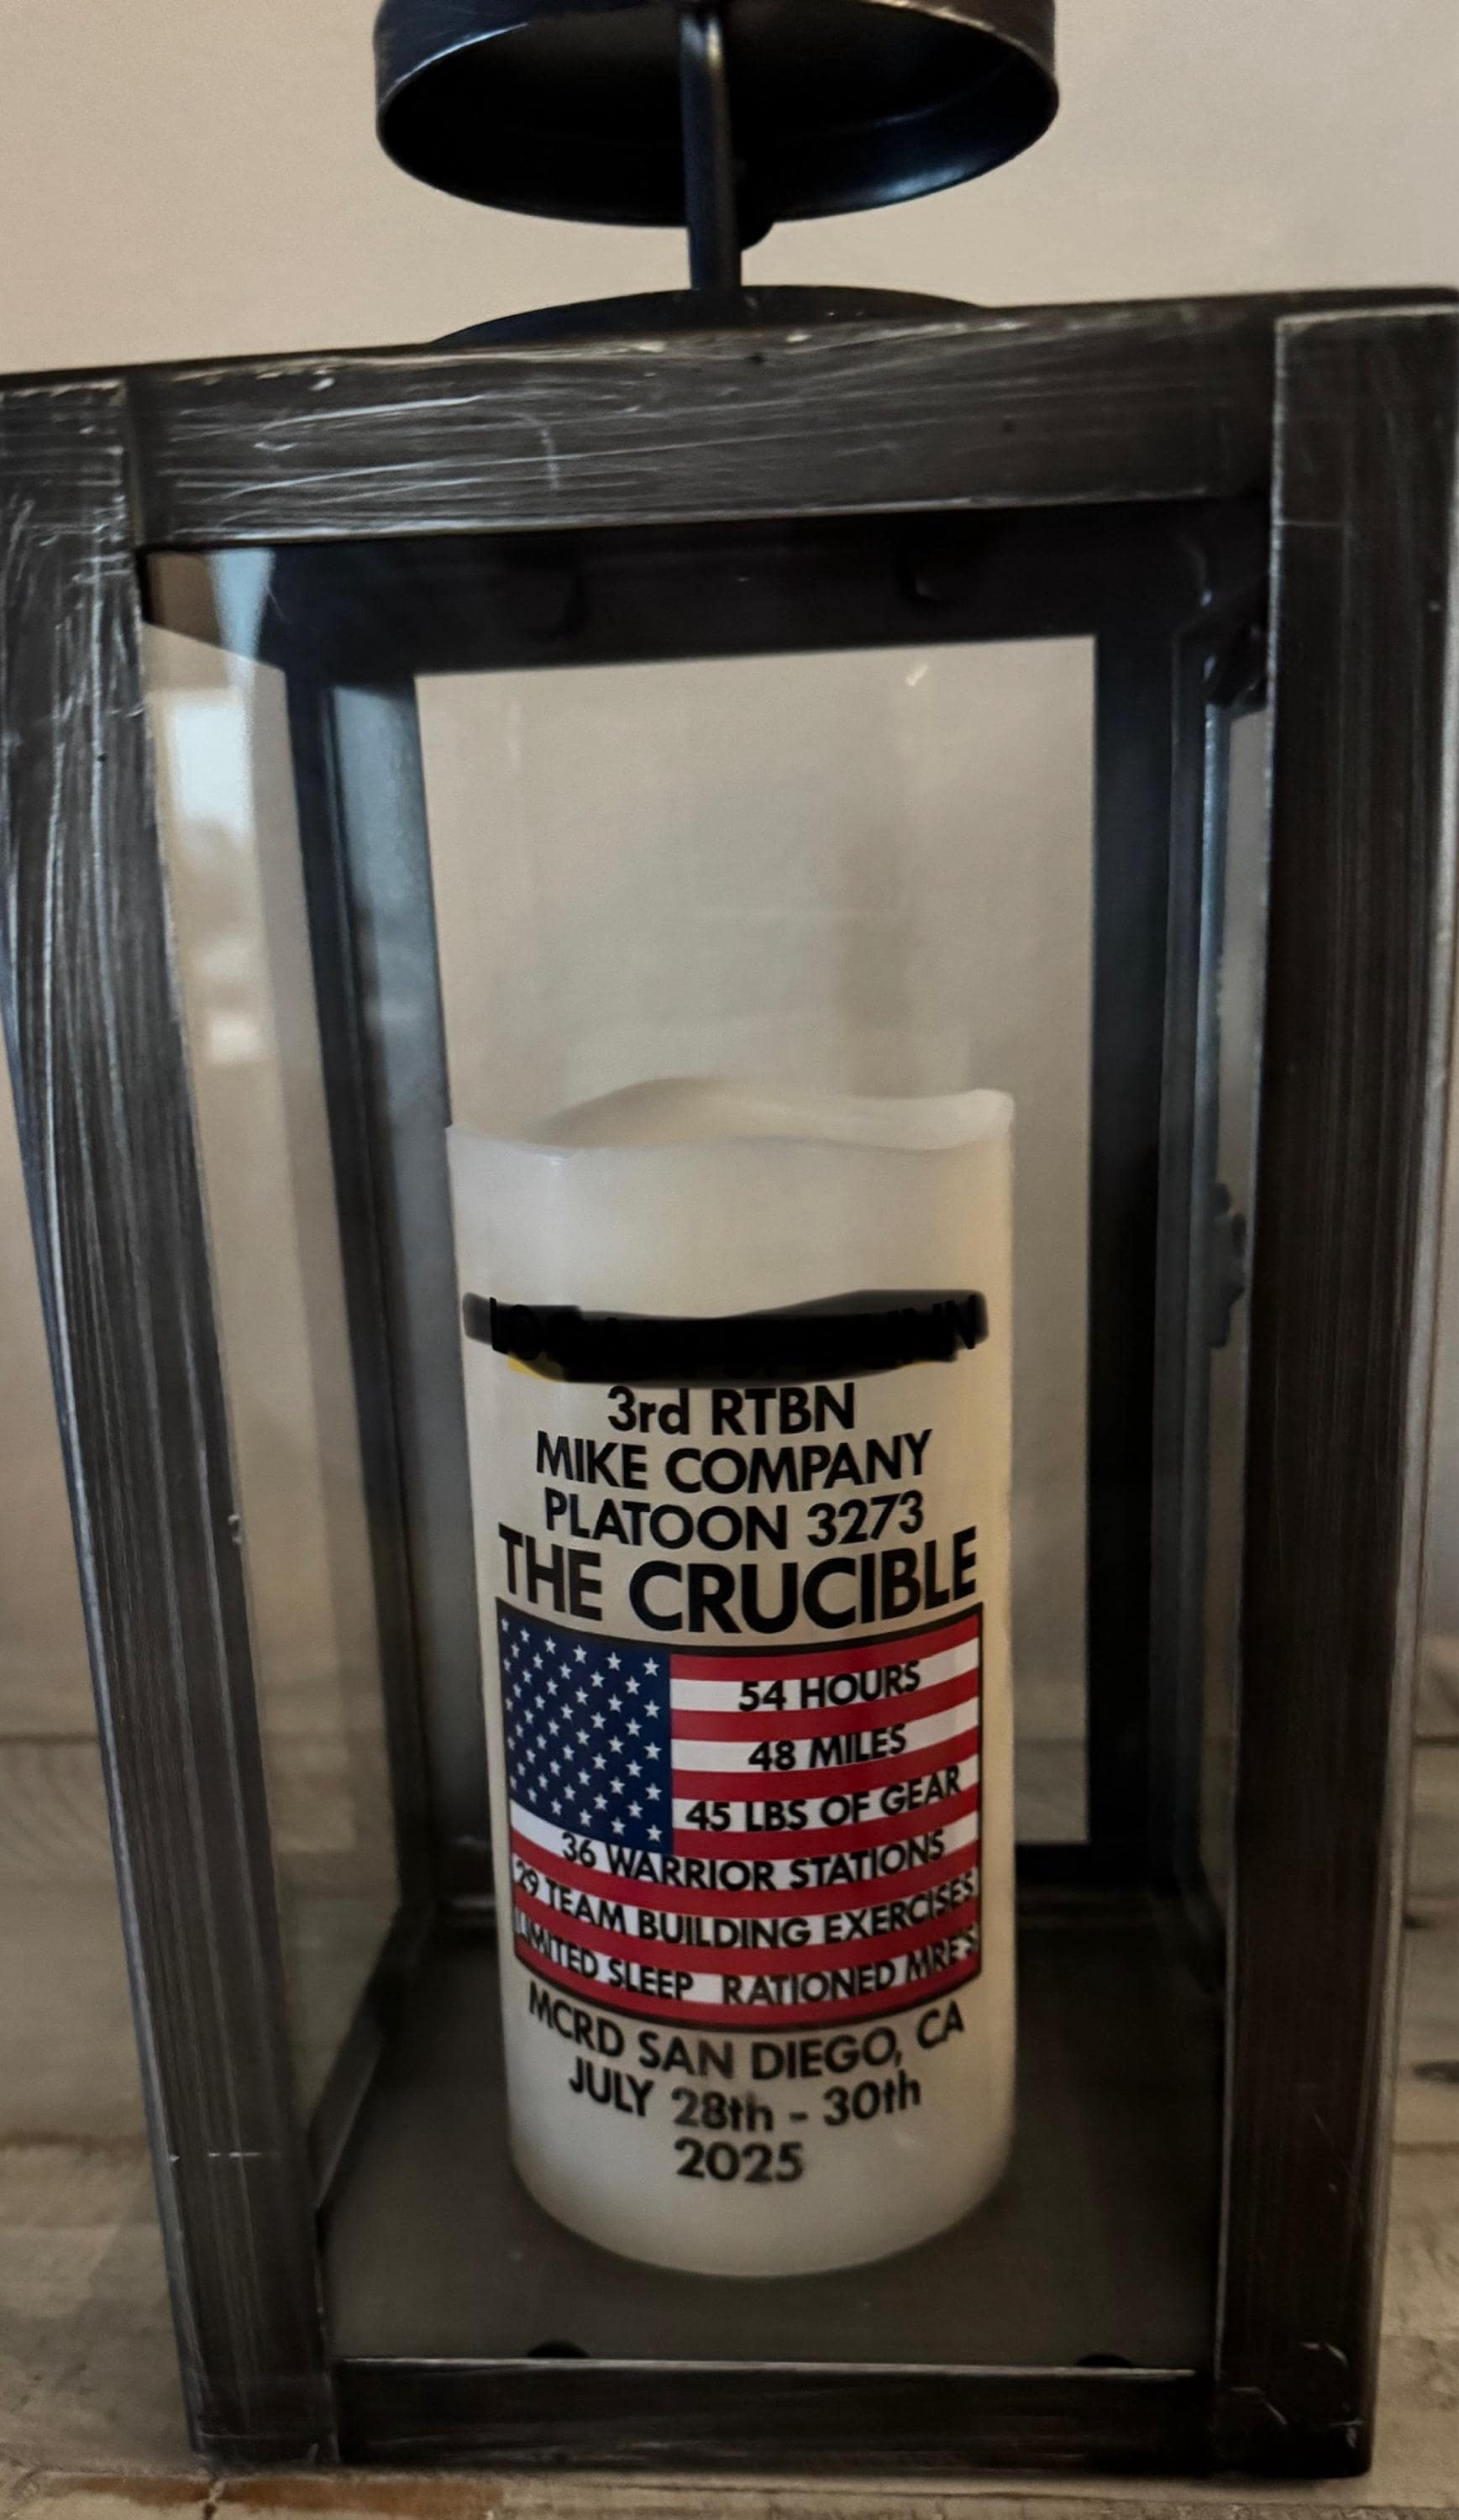 3rd RTBN
MIKE COMPANY
PLATOON 3273
THE CRUCIBLE
54 HOURS
48 MILES
45 LBS OF GEAR
36 WARRIOR STATIONS
29 TEAM BUILDING EXERCISES
LIMITED SLEEP RATIONED MRE'S
MCRD SAN DIEGO, CA
JULY 28th - 30th
2025